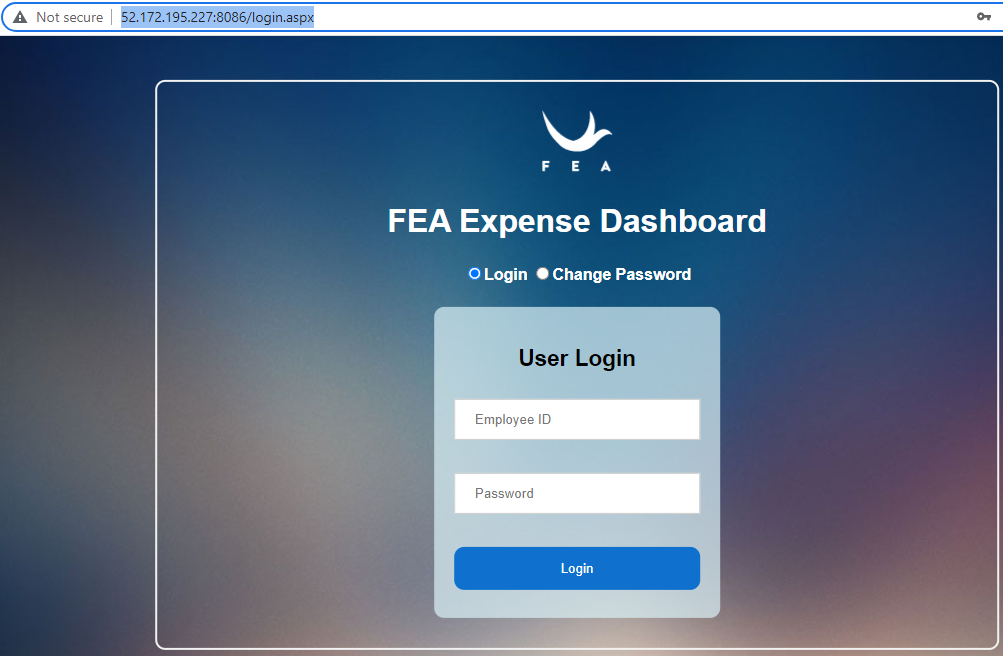 Not secure 52.172.195.227:8086/login.aspx
F E A
FEA Expense Dashboard
Login Change Password
User Login
Employee ID
Password
Login